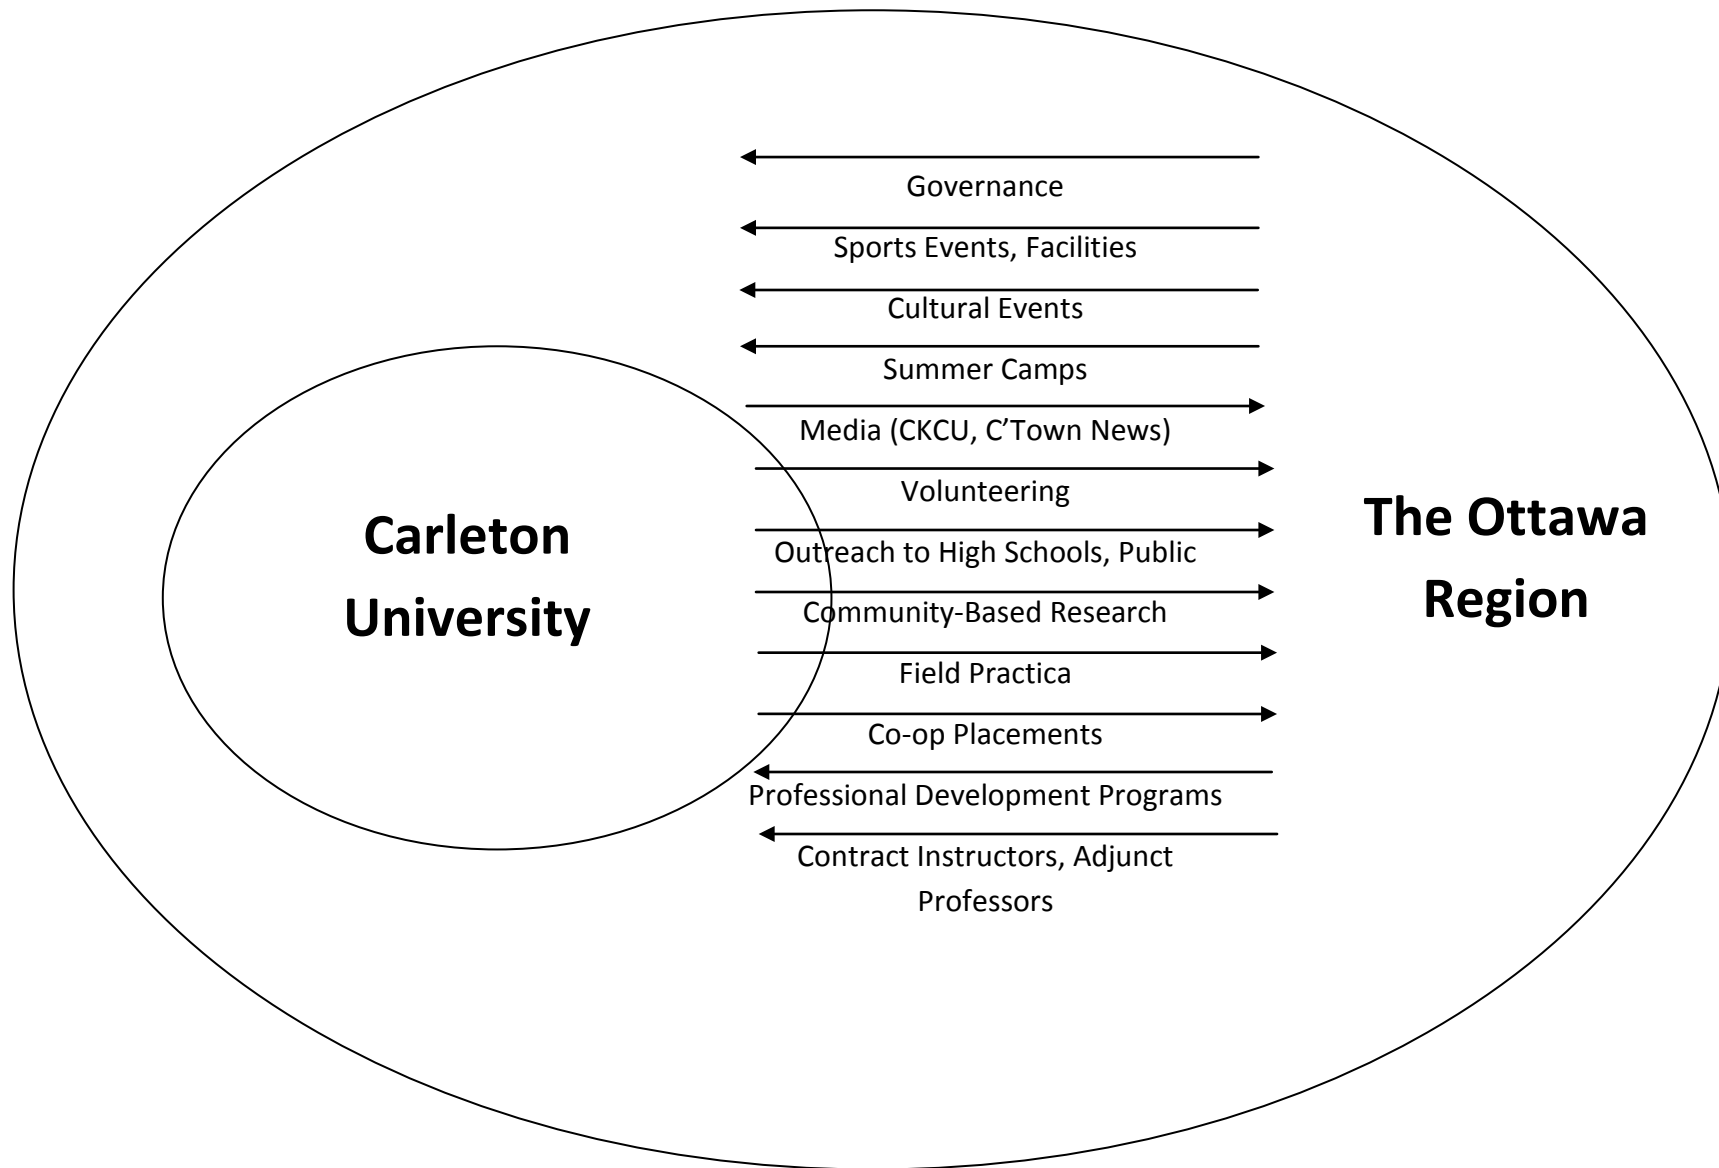 Governance
Sports Events, Facilities
Cultural Events
Summer Camps
Media (CKCU, C’Town News)
Volunteering
Outreach to High Schools, Public
Community-Based Research
Field Practica
Co-op Placements
Professional Development Programs
Contract Instructors, Adjunct
Professors
Carleton
University
The Ottawa
Region